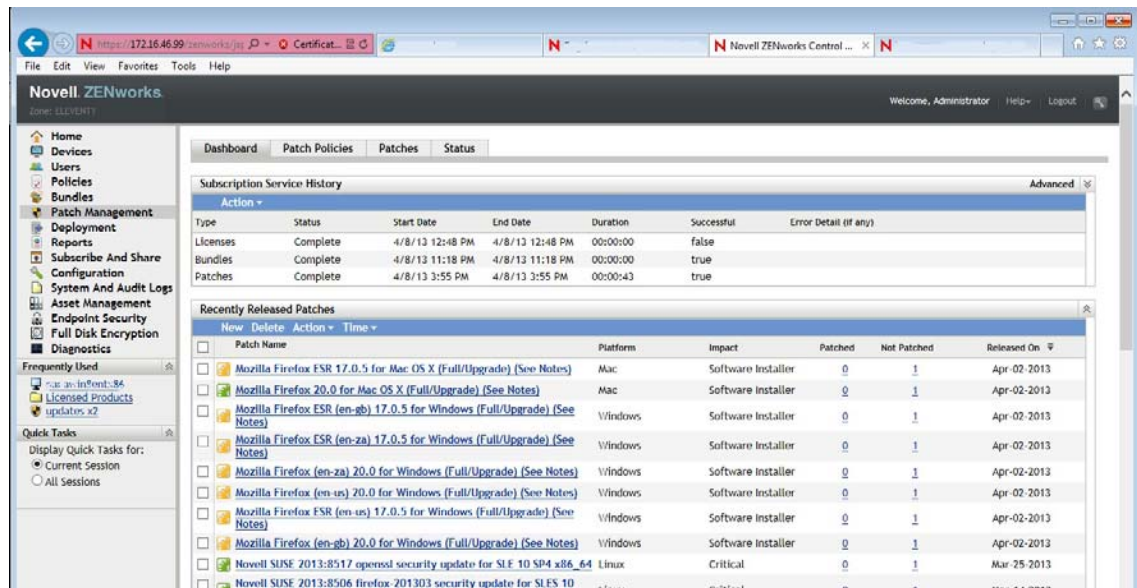 https://172.16.46.99/zenworks/jsp
Certificat...
Novell ZENworks Control ...
File Edit View Favorites Tools Help
Novell ZENworks.
Zone: ELEVENT1
Welcome, Administrator Help Logout
Home
Devices
Users
Policies
Bundles
Patch Management
Deployment
Reports
Subscribe And Share
Configuration
System And Audit Logs
Asset Management
Endpoint Security
Full Disk Encryption
Diagnostics
Frequently Used
Licensed Products
updates x2
Quick Tasks
Display Quick Tasks for:
Current Session
All Sessions
Dashboard Patch Policies Patches Status
Subscription Service History Advanced
Action
Type Status Start Date End Date Duration Successful Error Detail (if any)
Licenses Complete 4/8/13 12:48 PM 4/8/13 12:48 PM 00:00:00 false
Bundles Complete 4/8/13 11:18 PM 4/8/13 11:18 PM 00:00:00 true
Patches Complete 4/8/13 3:55 PM 4/8/13 3:55 PM 00:00:43 true
Recently Released Patches
New Delete Action Time
Patch Name Platform Impact Patched Not Patched Released On
Mozilla Firefox ESR 17.0.5 for Mac OS X (Full/Upgrade) (See Notes) Mac Software Installer 0 1 Apr-02-2013
Mozilla Firefox 20.0 for Mac OS X (Full/Upgrade) (See Notes) Mac Software Installer 0 1 Apr-02-2013
Mozilla Firefox ESR (en-gb) 17.0.5 for Windows (Full/Upgrade) (See Windows Software Installer 0 1 Apr-02-2013
Notes)
Mozilla Firefox ESR (en-za) 17.0.5 for Windows (Full/Upgrade) (See Windows Software Installer 0 1 Apr-02-2013
Notes)
Mozilla Firefox (en-za) 20.0 for Windows (Full/Upgrade) (See Notes) Windows Software Installer 0 1 Apr-02-2013
Mozilla Firefox (en-us) 20.0 for Windows (Full/Upgrade) (See Notes) Windows Software Installer 0 1 Apr-02-2013
Mozilla Firefox ESR (en-us) 17.0.5 for Windows (Full/Upgrade) (See Windows Software Installer 0 1 Apr-02-2013
Notes)
Mozilla Firefox (en-gb) 20.0 for Windows (Full/Upgrade) (See Notes) Windows Software Installer 0 1 Apr-02-2013
Novell SUSE 2013:8517 openssl security update for SLE 10 SP4 x86_64 Linux Critical 0 1 Mar-25-2013
Novell SUSE 2013:8506 firefox-201303 security update for SLES 10